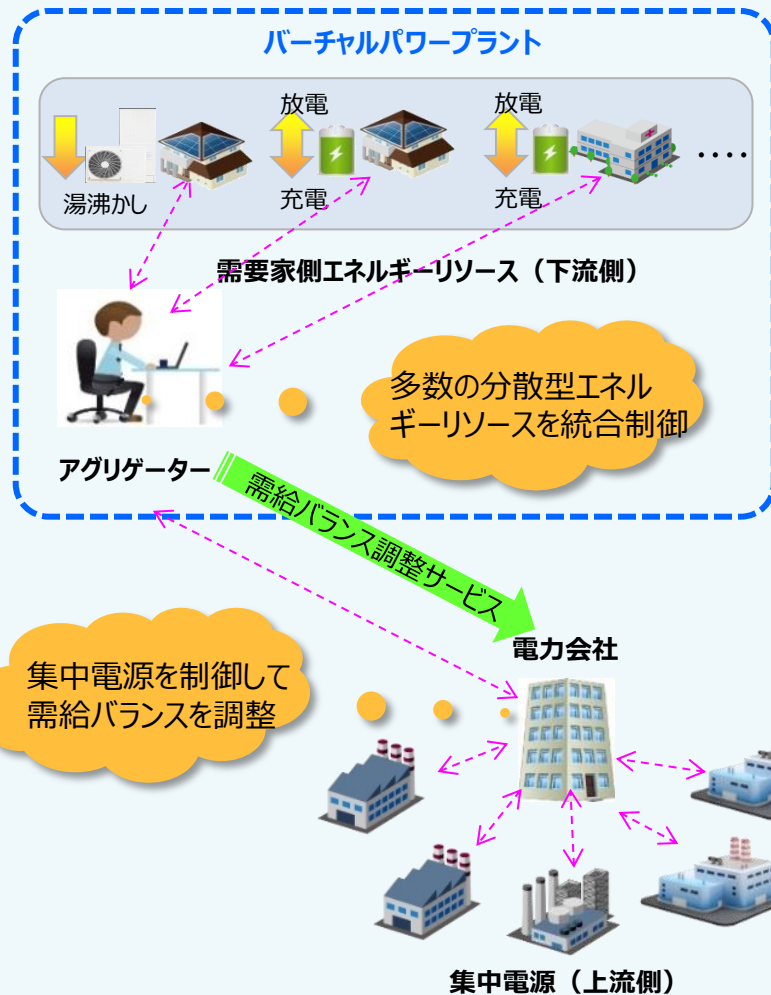 バーチャルパワープラント
放電
放電
湯沸かし
充電
充電
････
需要家側エネルギーリソース（下流側）
多数の分散型エネル
ギーリソースを統合制御
アグリゲーター
需給バランス調整サービス
電力会社
集中電源を制御して
需給バランスを調整
集中電源（上流側）